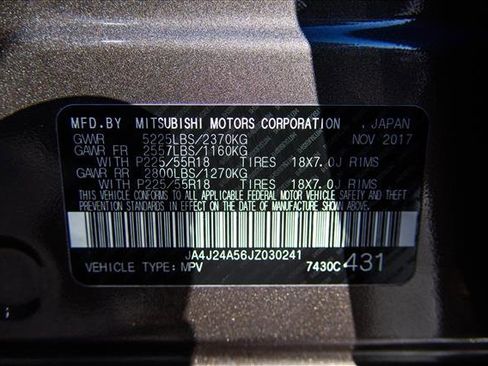 MFD.BY MITSUBISHI MOTORS CORPORATION JAPAN
GVWR 5225LBS/2370KG NOV 2017
GAWR FR 2557LBS/1160KG
WITH P225/55R18 TIRES 18X7.0J RIMS
GAWR RR 2800LBS/1270KG
WITH P225/55R18 TIRES 18X7.0J RIMS
THIS VEHICLE CONFORMS TO ALL APPLICABLE FEDERAL MOTOR VEHICLE
SAFETY AND THEFT PREVENTION STANDARDS IN EFFECT
ON THE DATE OF MANUFACTURE SHOWN ABOVE.
JA4J24A56JZ030241
VEHICLE TYPE: MPV 7430C 431